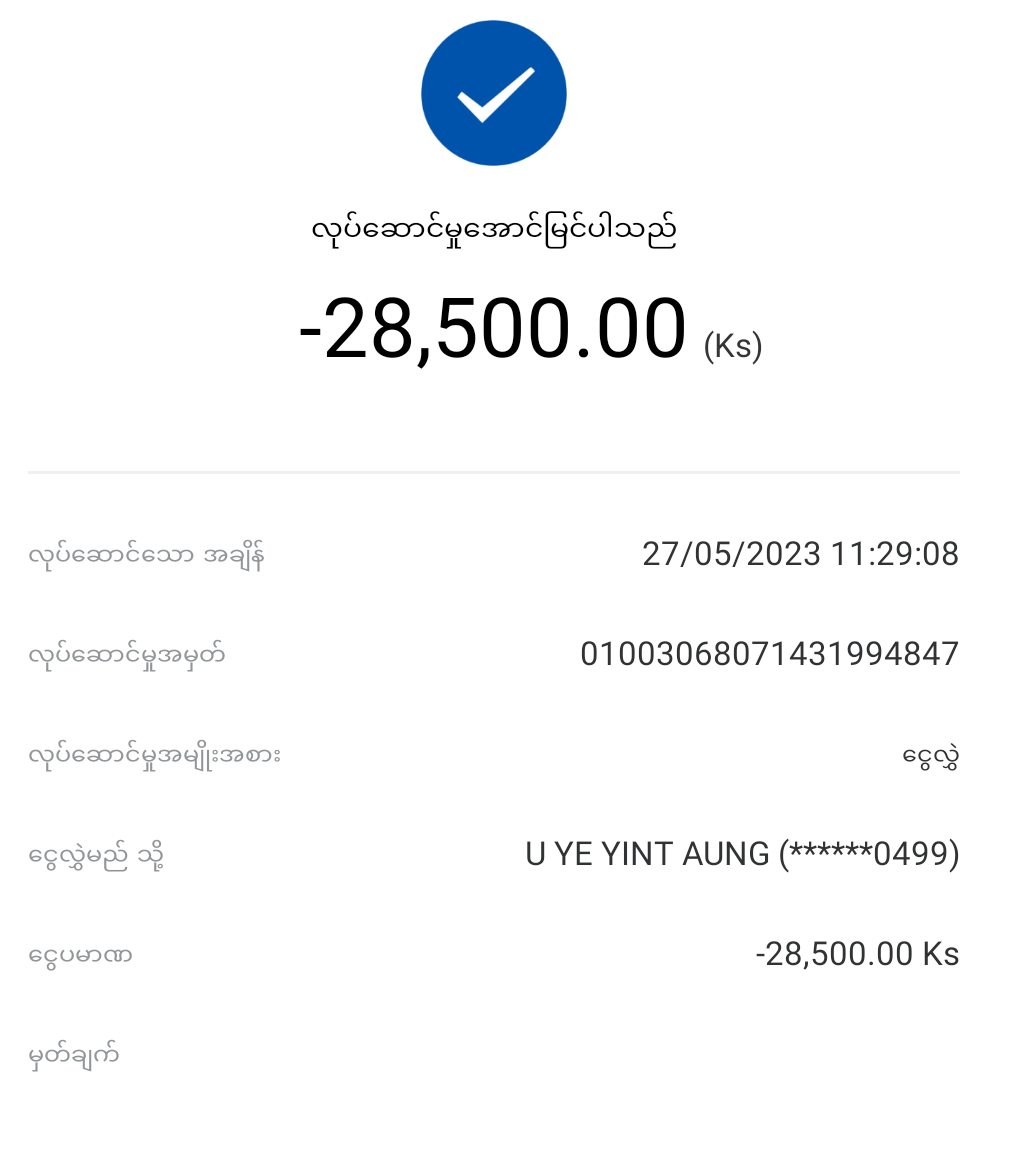 လုပ်ဆောင်မှုအောင်မြင်ပါသည်
-28,500.00 (Ks)
လုပ်ဆောင်သော အချိန် 27/05/2023 11:29:08
လုပ်ဆောင်မှုအမှတ် 01003068071431994847
လုပ်ဆောင်မှုအမျိုးအစား ငွေလွှဲ
ငွေလွှဲမည် သို့ U YE YINT AUNG (******0499)
ငွေပမာဏ -28,500.00 Ks
မှတ်ချက်